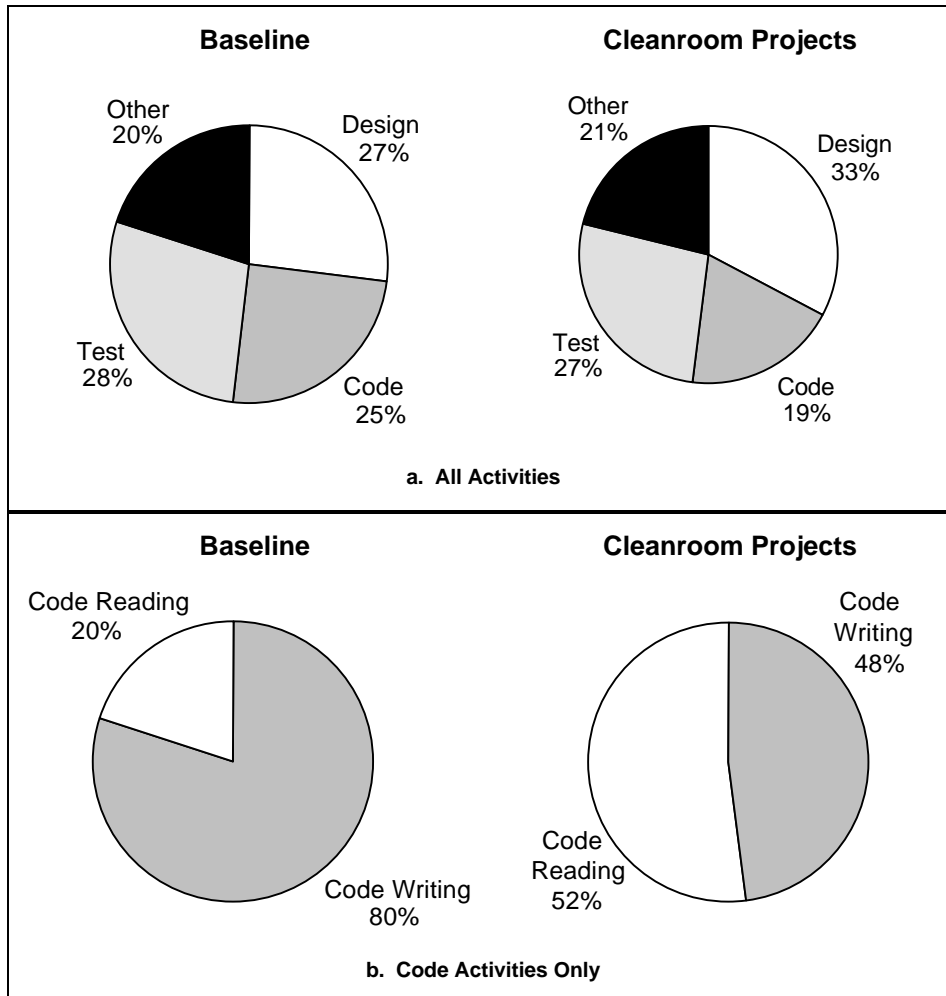 Baseline
Cleanroom Projects
Other
20%
Design
27%
Test
28%
Code
25%
Other
21%
Design
33%
Test
27%
Code
19%
a. All Activities
Baseline
Cleanroom Projects
Code Reading
20%
Code Writing
80%
Code
Writing
48%
Code
Reading
52%
b. Code Activities Only